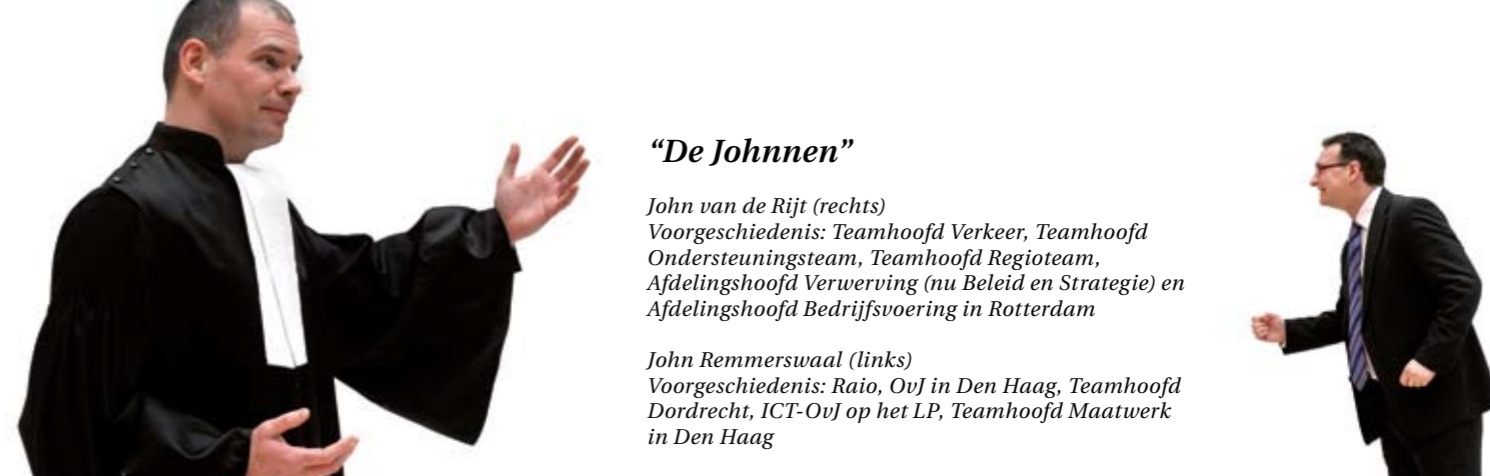 “De Johnnen”
John van de Rijt (rechts)
Voorgeschiedenis: Teamhoofd Verkeer, Teamhoofd
Ondersteuningsteam, Teamhoofd Regioteam,
Afdelingshoofd Verwerving (nu Beleid en Strategie) en
Afdelingshoofd Bedrijfsvoering in Rotterdam
John Remmerswaal (links)
Voorgeschiedenis: Raio, OvJ in Den Haag, Teamhoofd
Dordrecht, ICT-OvJ op het LP, Teamhoofd Maatwerk
in Den Haag